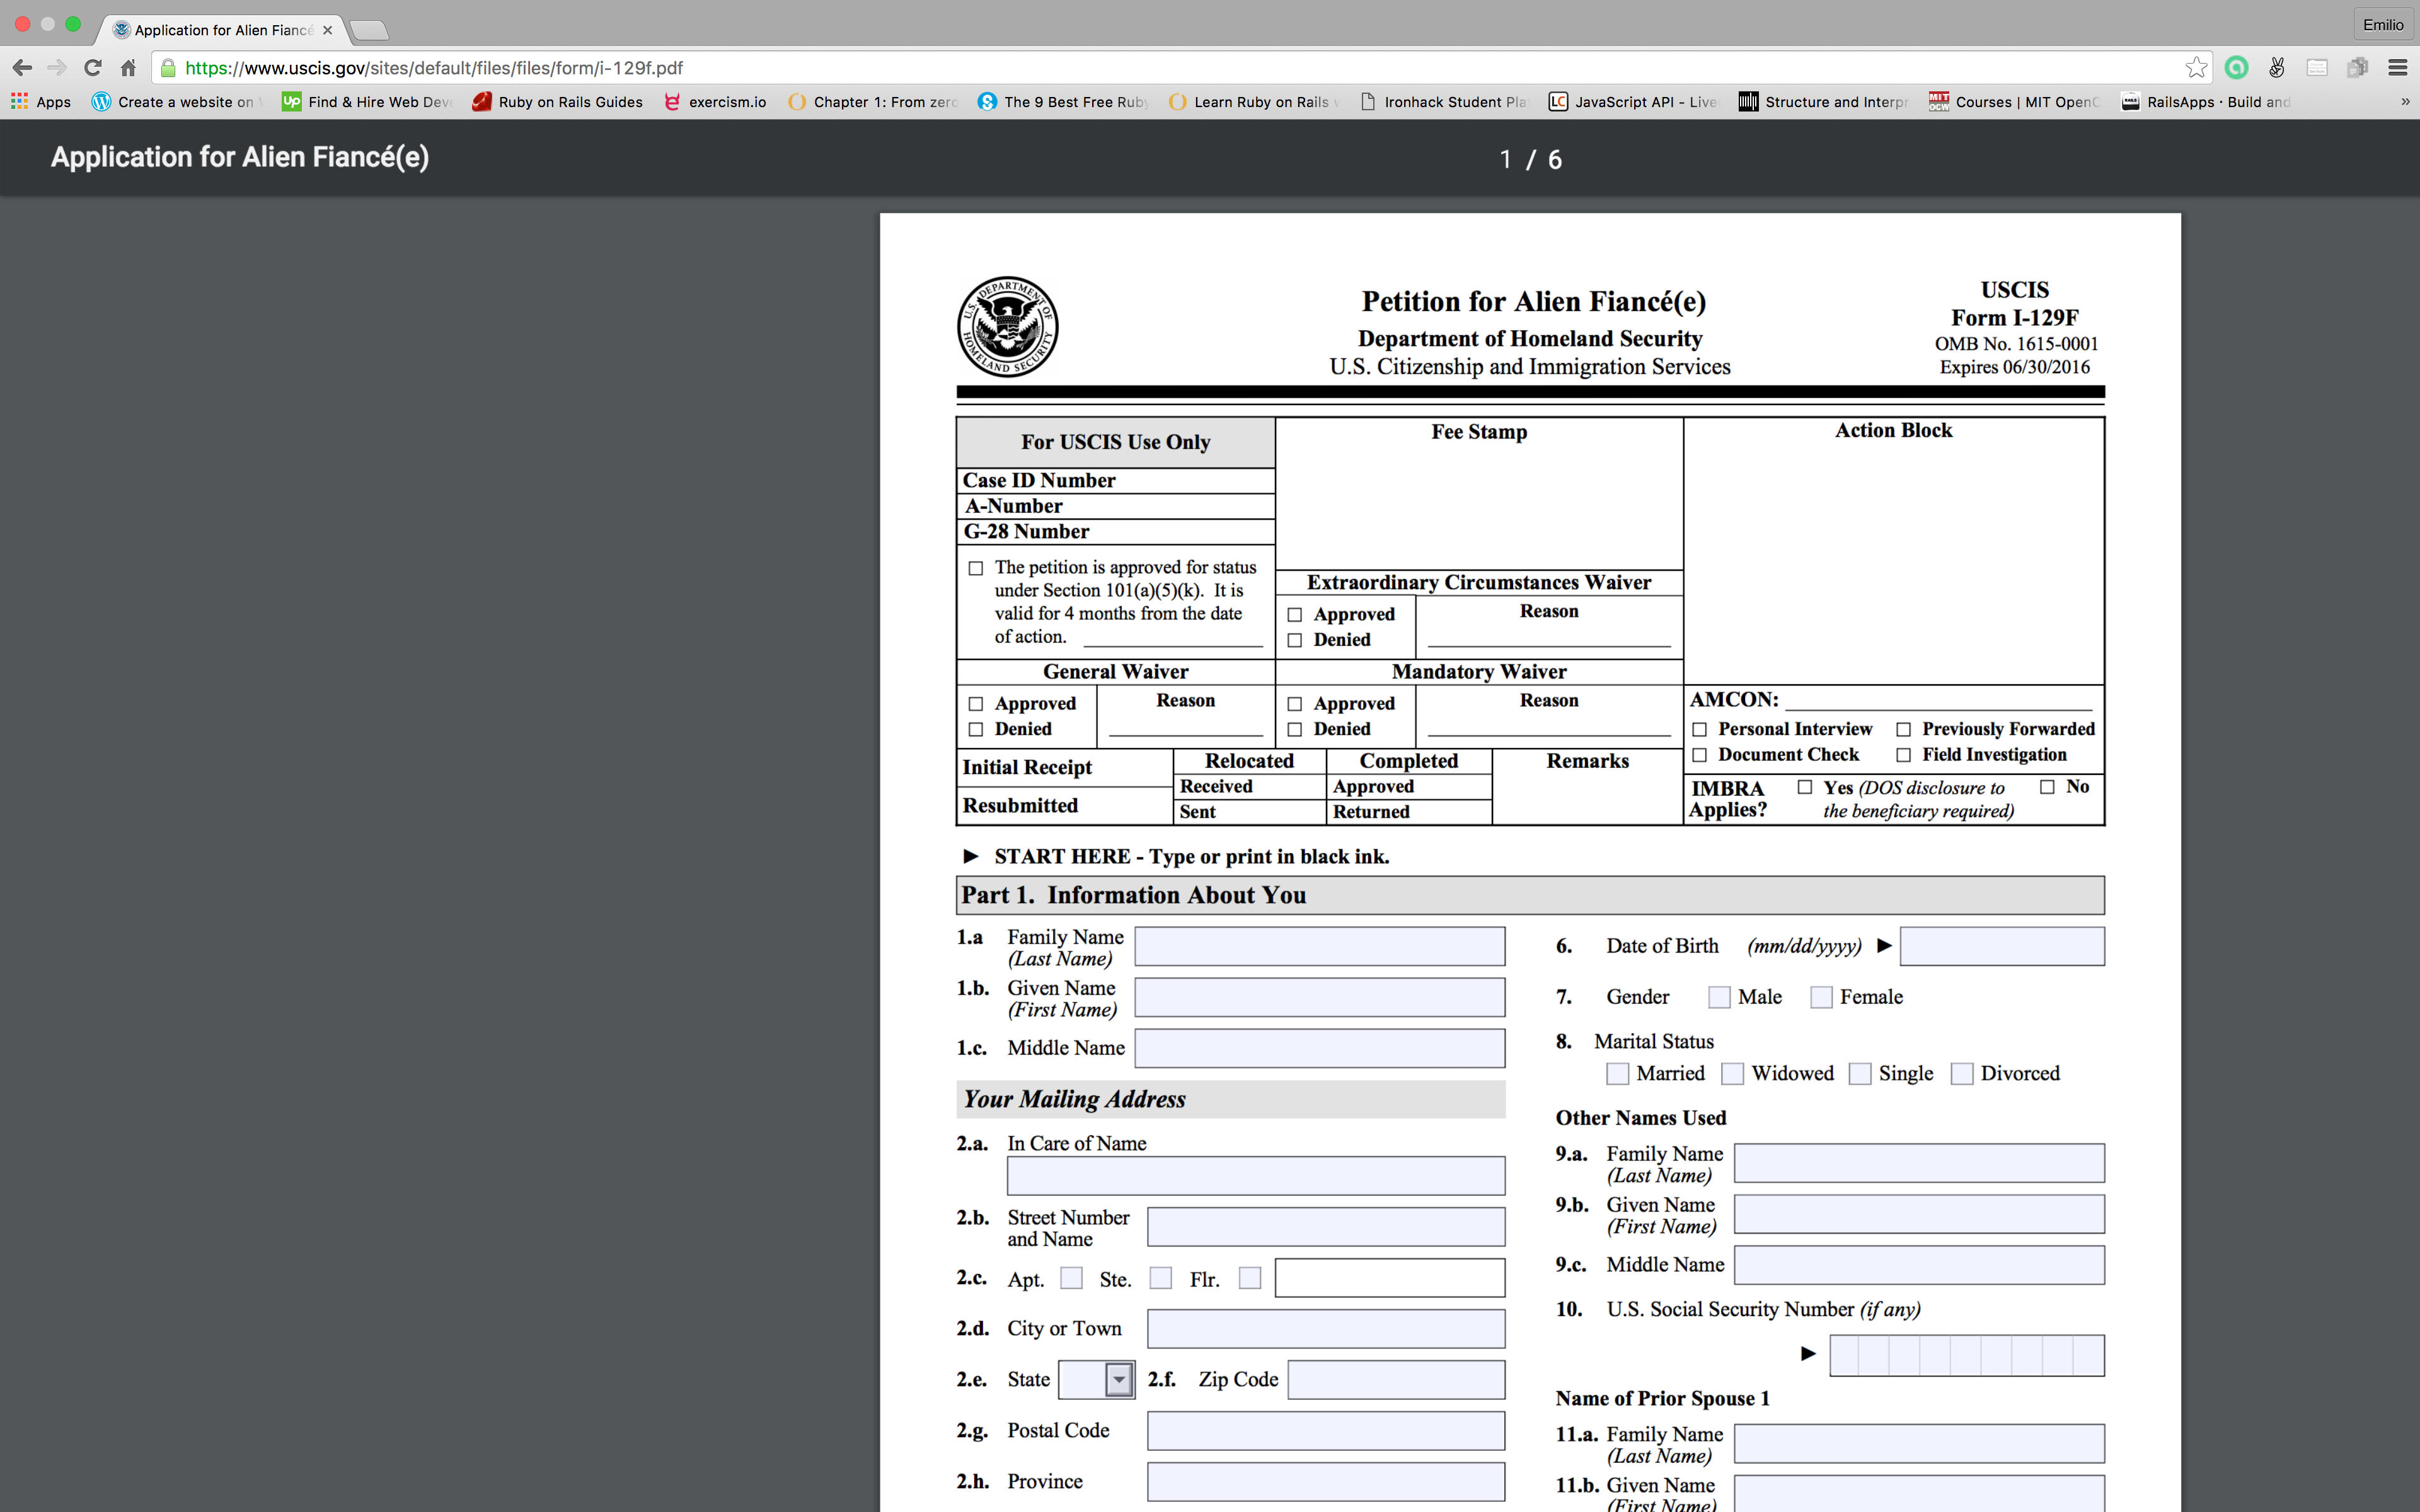 Application for Alien Fiancé
Emilio
https://www.uscis.gov/sites/default/files/files/form/i-129f.pdf
Apps
Create a website on
Up Find & Hire Web Dev
Ruby on Rails Guides
exercism.io
Chapter 1: From zero
The 9 Best Free Ruby
Learn Ruby on Rails
Ironhack Student Pla
LC JavaScript API - Live
Structure and Interpr
MIT OCW Courses | MIT OpenC
RailsApps · Build and
»
Application for Alien Fiancé(e)
1 / 6
U.S. DEPARTMENT OF HOMELAND SECURITY
Petition for Alien Fiancé(e)
Department of Homeland Security
U.S. Citizenship and Immigration Services
USCIS
Form I-129F
OMB No. 1615-0001
Expires 06/30/2016
For USCIS Use Only
Case ID Number
A-Number
G-28 Number
The petition is approved for status
under Section 101(a)(5)(k). It is
valid for 4 months from the date
of action.
Fee Stamp
Action Block
Extraordinary Circumstances Waiver
Approved
Denied
Reason
General Waiver
Approved
Denied
Reason
Mandatory Waiver
Approved
Denied
Reason
AMCON:
Personal Interview
Previously Forwarded
Document Check
Field Investigation
Initial Receipt
Resubmitted
Relocated
Received
Sent
Completed
Approved
Returned
Remarks
IMBRA
Applies?
Yes (DOS disclosure to
the beneficiary required)
No
START HERE - Type or print in black ink.
Part 1. Information About You
1.a Family Name
(Last Name)
1.b. Given Name
(First Name)
1.c. Middle Name
Your Mailing Address
2.a. In Care of Name
2.b. Street Number
and Name
2.c. Apt. Ste. Flr.
2.d. City or Town
2.e. State 2.f. Zip Code
2.g. Postal Code
2.h. Province
6. Date of Birth (mm/dd/yyyy)
7. Gender Male Female
8. Marital Status
Married Widowed Single Divorced
Other Names Used
9.a. Family Name
(Last Name)
9.b. Given Name
(First Name)
9.c. Middle Name
10. U.S. Social Security Number (if any)
Name of Prior Spouse 1
11.a. Family Name
(Last Name)
11.b. Given Name
(First Name)